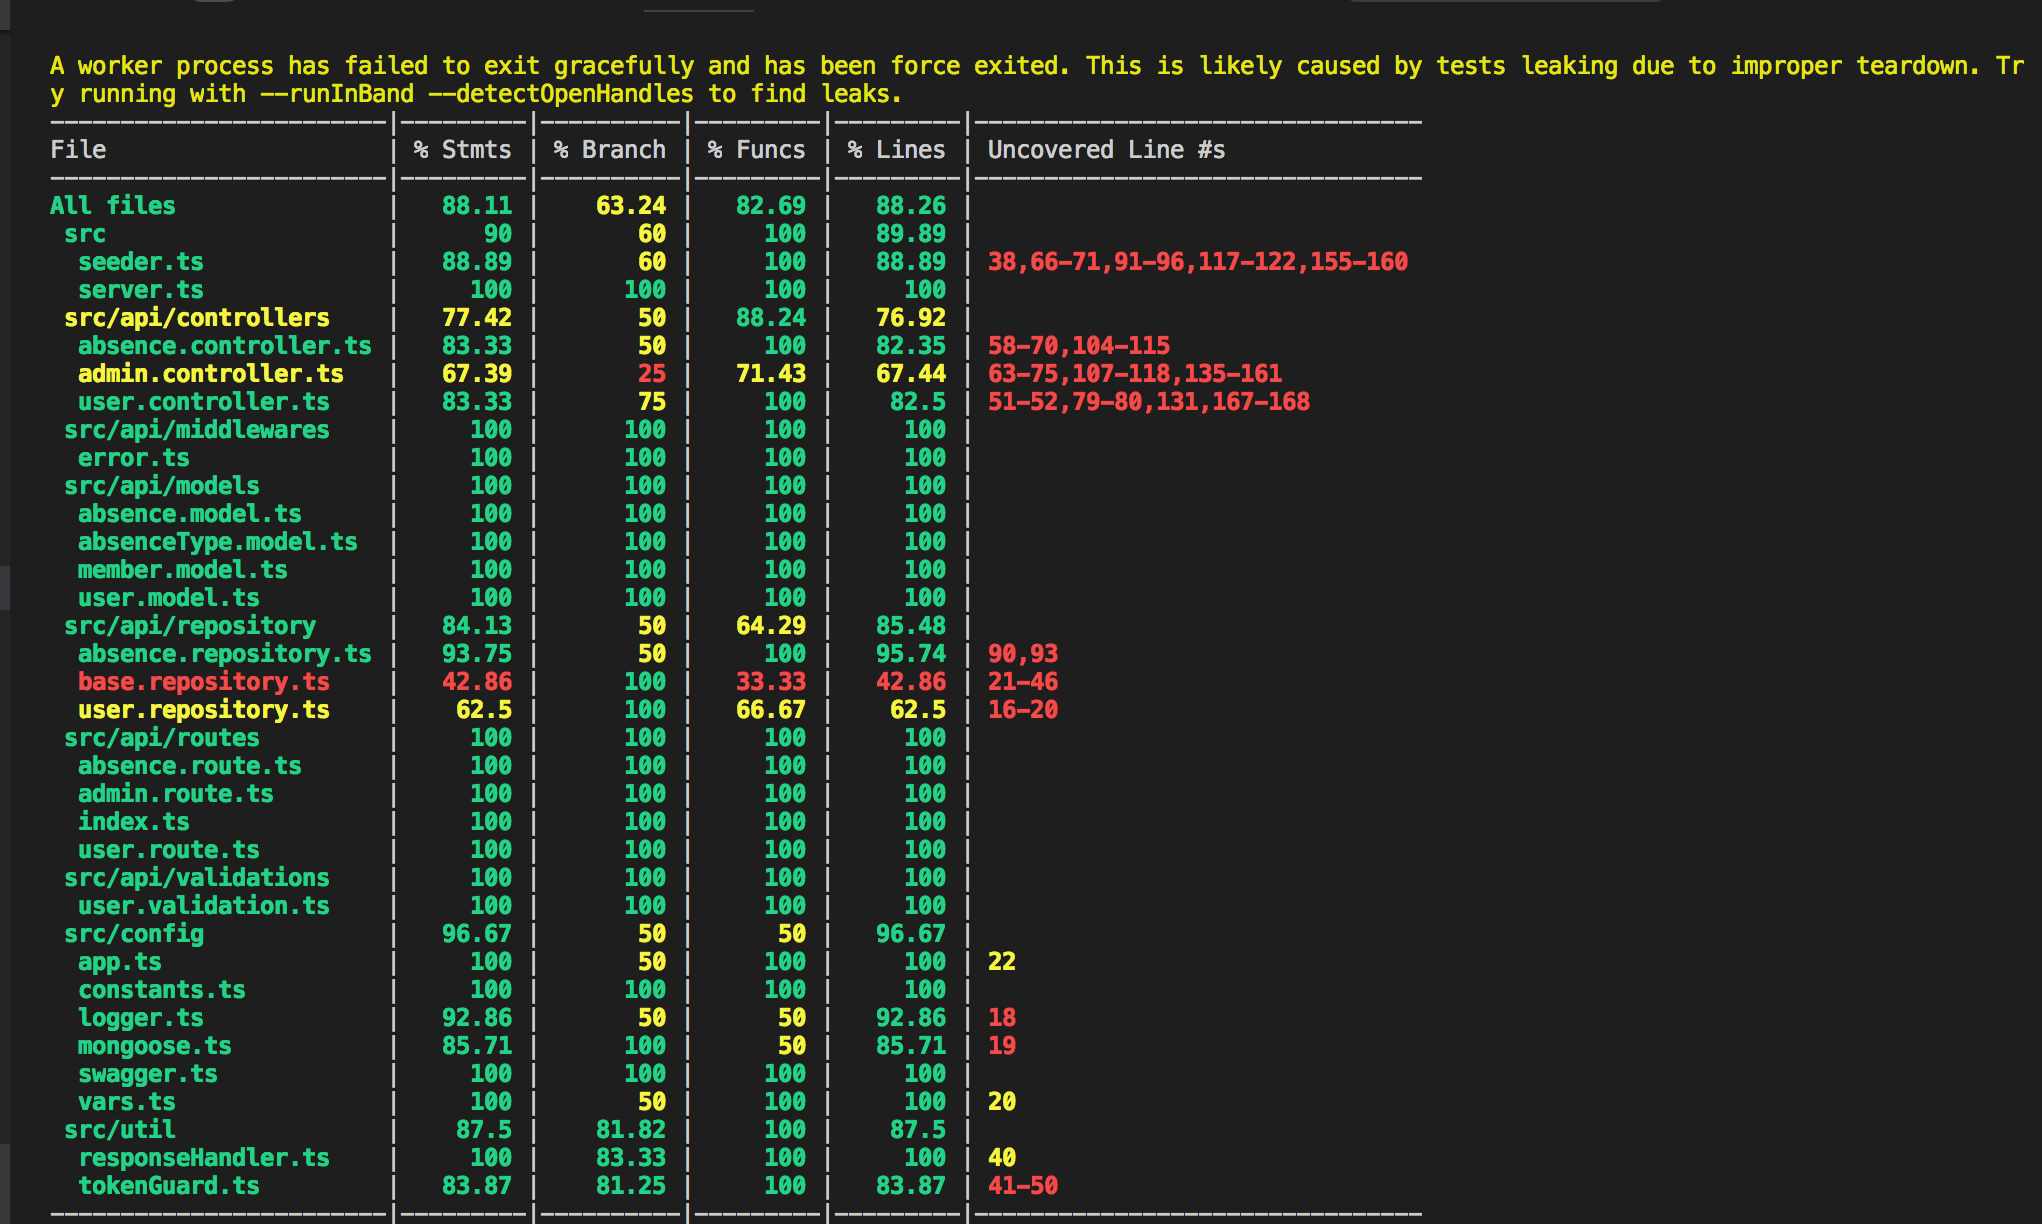 A worker process has failed to exit gracefully and has been force exited. This is likely caused by tests leaking due to improper teardown. Tr
y running with --runInBand --detectOpenHandles to find leaks.
------------------------|---------|----------|---------|---------|--------------------------------
File                    | % Stmts | % Branch | % Funcs | % Lines | Uncovered Line #s
------------------------|---------|----------|---------|---------|--------------------------------
All files               |   88.11 |    63.24 |   82.69 |   88.26 |
 src                    |      90 |       60 |     100 |   89.89 |
  seeder.ts             |   88.89 |       60 |     100 |   88.89 | 38,66-71,91-96,117-122,155-160
  server.ts             |     100 |      100 |     100 |     100 |
 src/api/controllers    |   77.42 |       50 |   88.24 |   76.92 |
  absence.controller.ts |   83.33 |       50 |     100 |   82.35 | 58-70,104-115
  admin.controller.ts   |   67.39 |       25 |   71.43 |   67.44 | 63-75,107-118,135-161
  user.controller.ts    |   83.33 |       75 |     100 |    82.5 | 51-52,79-80,131,167-168
 src/api/middlewares    |     100 |      100 |     100 |     100 |
  error.ts              |     100 |      100 |     100 |     100 |
 src/api/models         |     100 |      100 |     100 |     100 |
  absence.model.ts      |     100 |      100 |     100 |     100 |
  absenceType.model.ts  |     100 |      100 |     100 |     100 |
  member.model.ts       |     100 |      100 |     100 |     100 |
  user.model.ts         |     100 |      100 |     100 |     100 |
 src/api/repository     |   84.13 |       50 |   64.29 |   85.48 |
  absence.repository.ts |   93.75 |       50 |     100 |   95.74 | 90,93
  base.repository.ts    |   42.86 |      100 |   33.33 |   42.86 | 21-46
  user.repository.ts    |    62.5 |      100 |   66.67 |    62.5 | 16-20
 src/api/routes         |     100 |      100 |     100 |     100 |
  absence.route.ts      |     100 |      100 |     100 |     100 |
  admin.route.ts        |     100 |      100 |     100 |     100 |
  index.ts              |     100 |      100 |     100 |     100 |
  user.route.ts         |     100 |      100 |     100 |     100 |
 src/api/validations    |     100 |      100 |     100 |     100 |
  user.validation.ts    |     100 |      100 |     100 |     100 |
 src/config             |   96.67 |       50 |      50 |   96.67 |
  app.ts                |     100 |       50 |     100 |     100 | 22
  constants.ts          |     100 |      100 |     100 |     100 |
  logger.ts             |   92.86 |       50 |      50 |   92.86 | 18
  mongoose.ts           |   85.71 |      100 |      50 |   85.71 | 19
  swagger.ts            |     100 |      100 |     100 |     100 |
  vars.ts               |     100 |       50 |     100 |     100 | 20
 src/util               |    87.5 |    81.82 |     100 |    87.5 |
  responseHandler.ts    |     100 |    83.33 |     100 |     100 | 40
  tokenGuard.ts         |   83.87 |    81.25 |     100 |   83.87 | 41-50
------------------------|---------|----------|---------|---------|--------------------------------